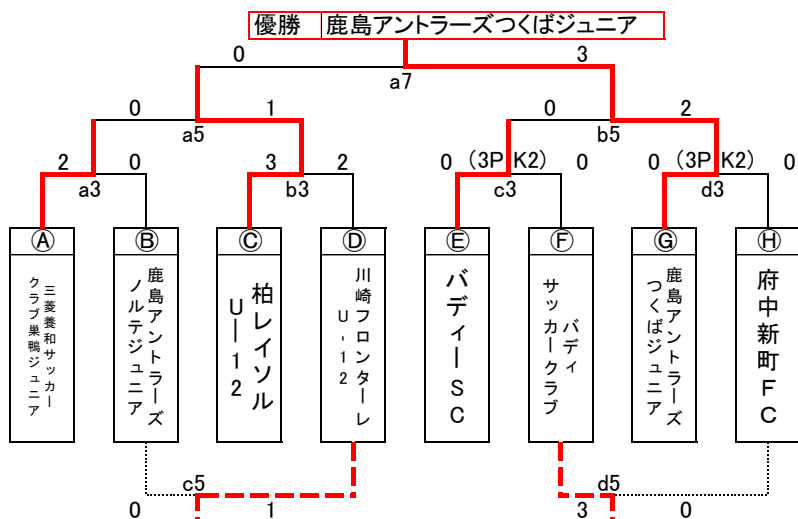 優勝 鹿島アントラーズつくばジュニア
0 3
a7
0 1 0 2
a5 b5
2 0 3 2 0 (3PK2) 0 0 (3PK2) 0
a3 b3 c3 d3
Ⓐ Ⓑ Ⓒ Ⓓ Ⓔ Ⓕ Ⓖ Ⓗ
三菱養和サッカー
クラブ巣鴨ジュニア
鹿島アントラーズ
ノルテジュニア
柏レイソル
U－12
川崎フロンターレ
U-12
バディーSC
バディ
サッカークラブ
鹿島アントラーズ
つくばジュニア
府中新町FC
c5 d5
0 1 3 0